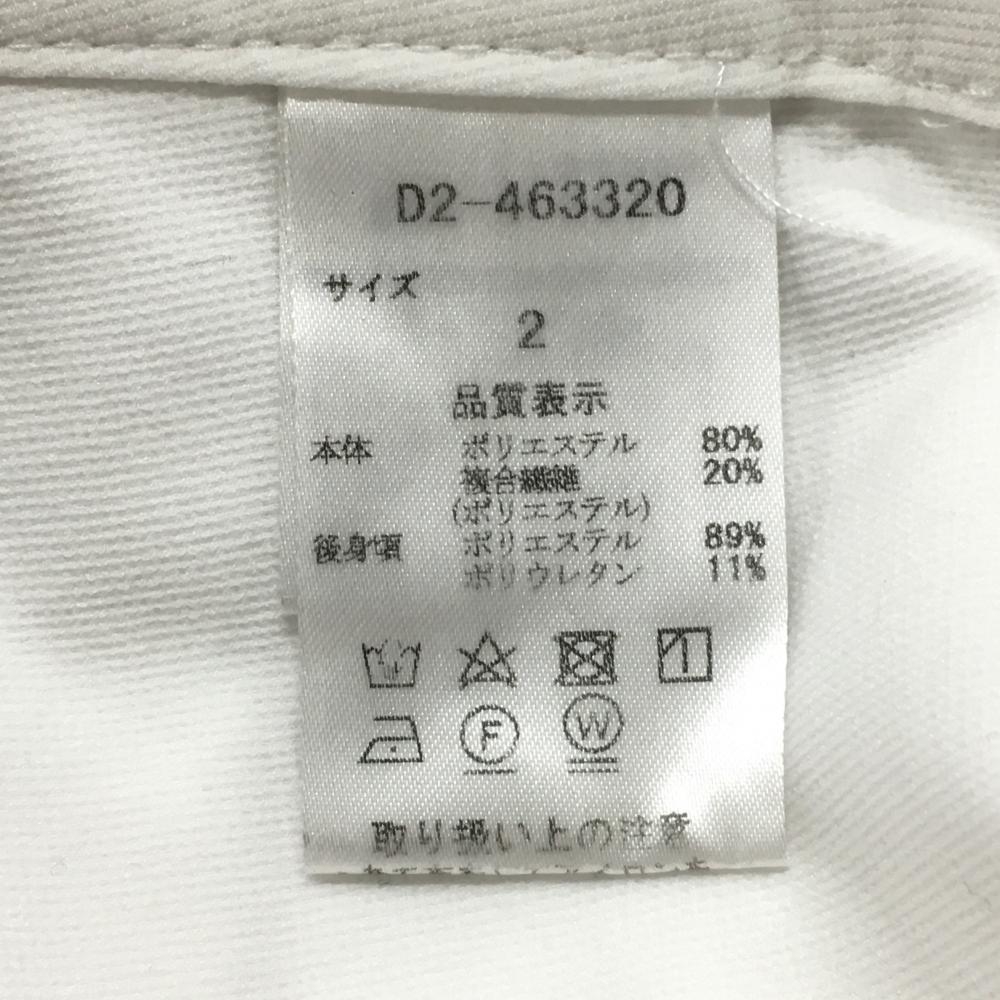 D2-463320
サイズ
2
品質表示
本体 ポリエステル 80%
複合繊維 20%
(ポリエステル)
後身頃 ポリエステル 89%
ポリウレタン 11%
F W
取り扱い上の注意